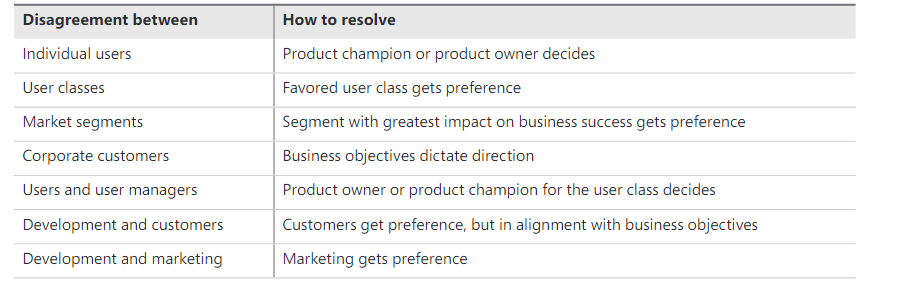 Disagreement between How to resolve
Individual users Product champion or product owner decides
User classes Favored user class gets preference
Market segments Segment with greatest impact on business success gets preference
Corporate customers Business objectives dictate direction
Users and user managers Product owner or product champion for the user class decides
Development and customers Customers get preference, but in alignment with business objectives
Development and marketing Marketing gets preference